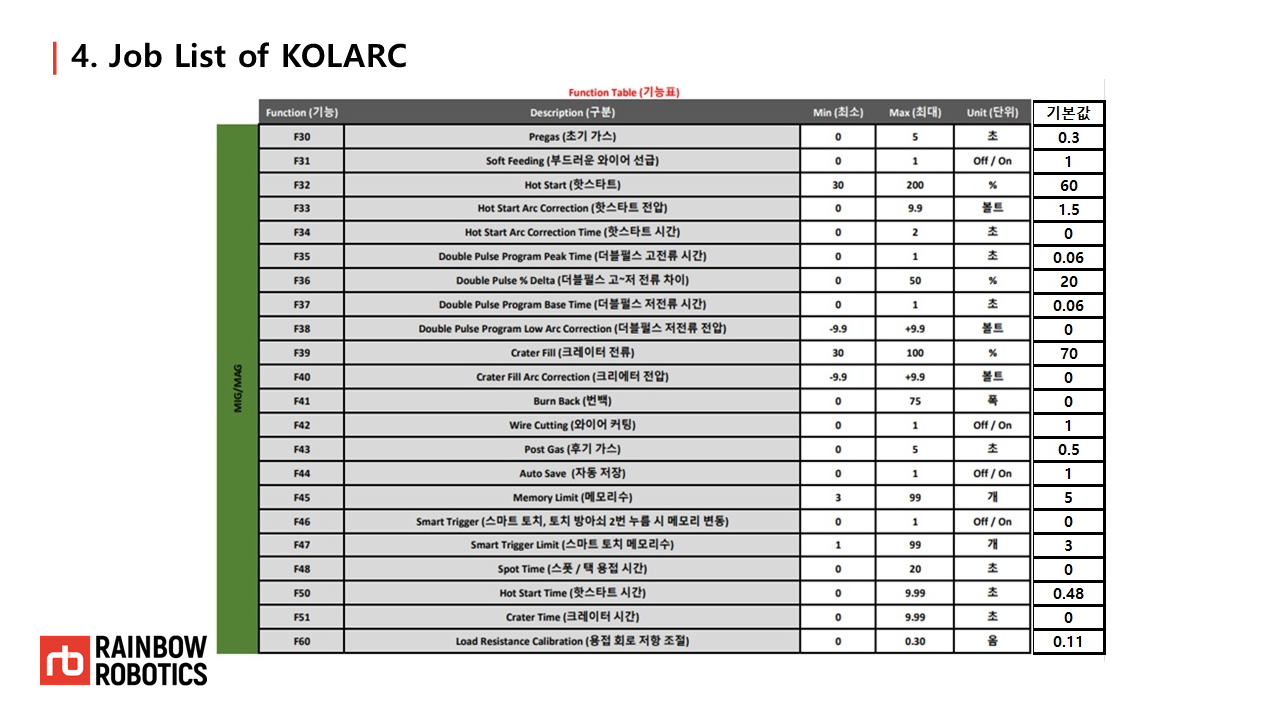 4. Job List of KOLARC
Function Table (기능표)
Function (기능) Description (구분) Min (최소) Max (최대) Unit (단위) 기본값
MIG/MAG
F30 Pregas (초기 가스) 0 5 초 0.3
F31 Soft Feeding (부드러운 와이어 선급) 0 1 Off / On 1
F32 Hot Start (핫스타트) 30 200 % 60
F33 Hot Start Arc Correction (핫스타트 전압) 0 9.9 볼트 1.5
F34 Hot Start Arc Correction Time (핫스타트 시간) 0 2 초 0
F35 Double Pulse Program Peak Time (더블펄스 고전류 시간) 0 1 초 0.06
F36 Double Pulse % Delta (더블펄스 고~저 전류 차이) 0 50 % 20
F37 Double Pulse Program Base Time (더블펄스 저전류 시간) 0 1 초 0.06
F38 Double Pulse Program Low Arc Correction (더블펄스 저전류 전압) -9.9 +9.9 볼트 0
F39 Crater Fill (크레이터 전류) 30 100 % 70
F40 Crater Fill Arc Correction (크리에터 전압) -9.9 +9.9 볼트 0
F41 Burn Back (번백) 0 75 폭 0
F42 Wire Cutting (와이어 커팅) 0 1 Off / On 1
F43 Post Gas (후기 가스) 0 5 초 0.5
F44 Auto Save (자동 저장) 0 1 Off / On 1
F45 Memory Limit (메모리수) 3 99 개 5
F46 Smart Trigger (스마트 토치, 토치 방아쇠 2번 누름 시 메모리 변동) 0 1 Off / On 0
F47 Smart Trigger Limit (스마트 토치 메모리수) 1 99 개 3
F48 Spot Time (스폿 / 택 용접 시간) 0 20 초 0
F50 Hot Start Time (핫스타트 시간) 0 9.99 초 0.48
F51 Crater Time (크레이터 시간) 0 9.99 초 0
F60 Load Resistance Calibration (용접 회로 저항 조절) 0 0.30 옴 0.11
rb RAINBOW
ROBOTICS